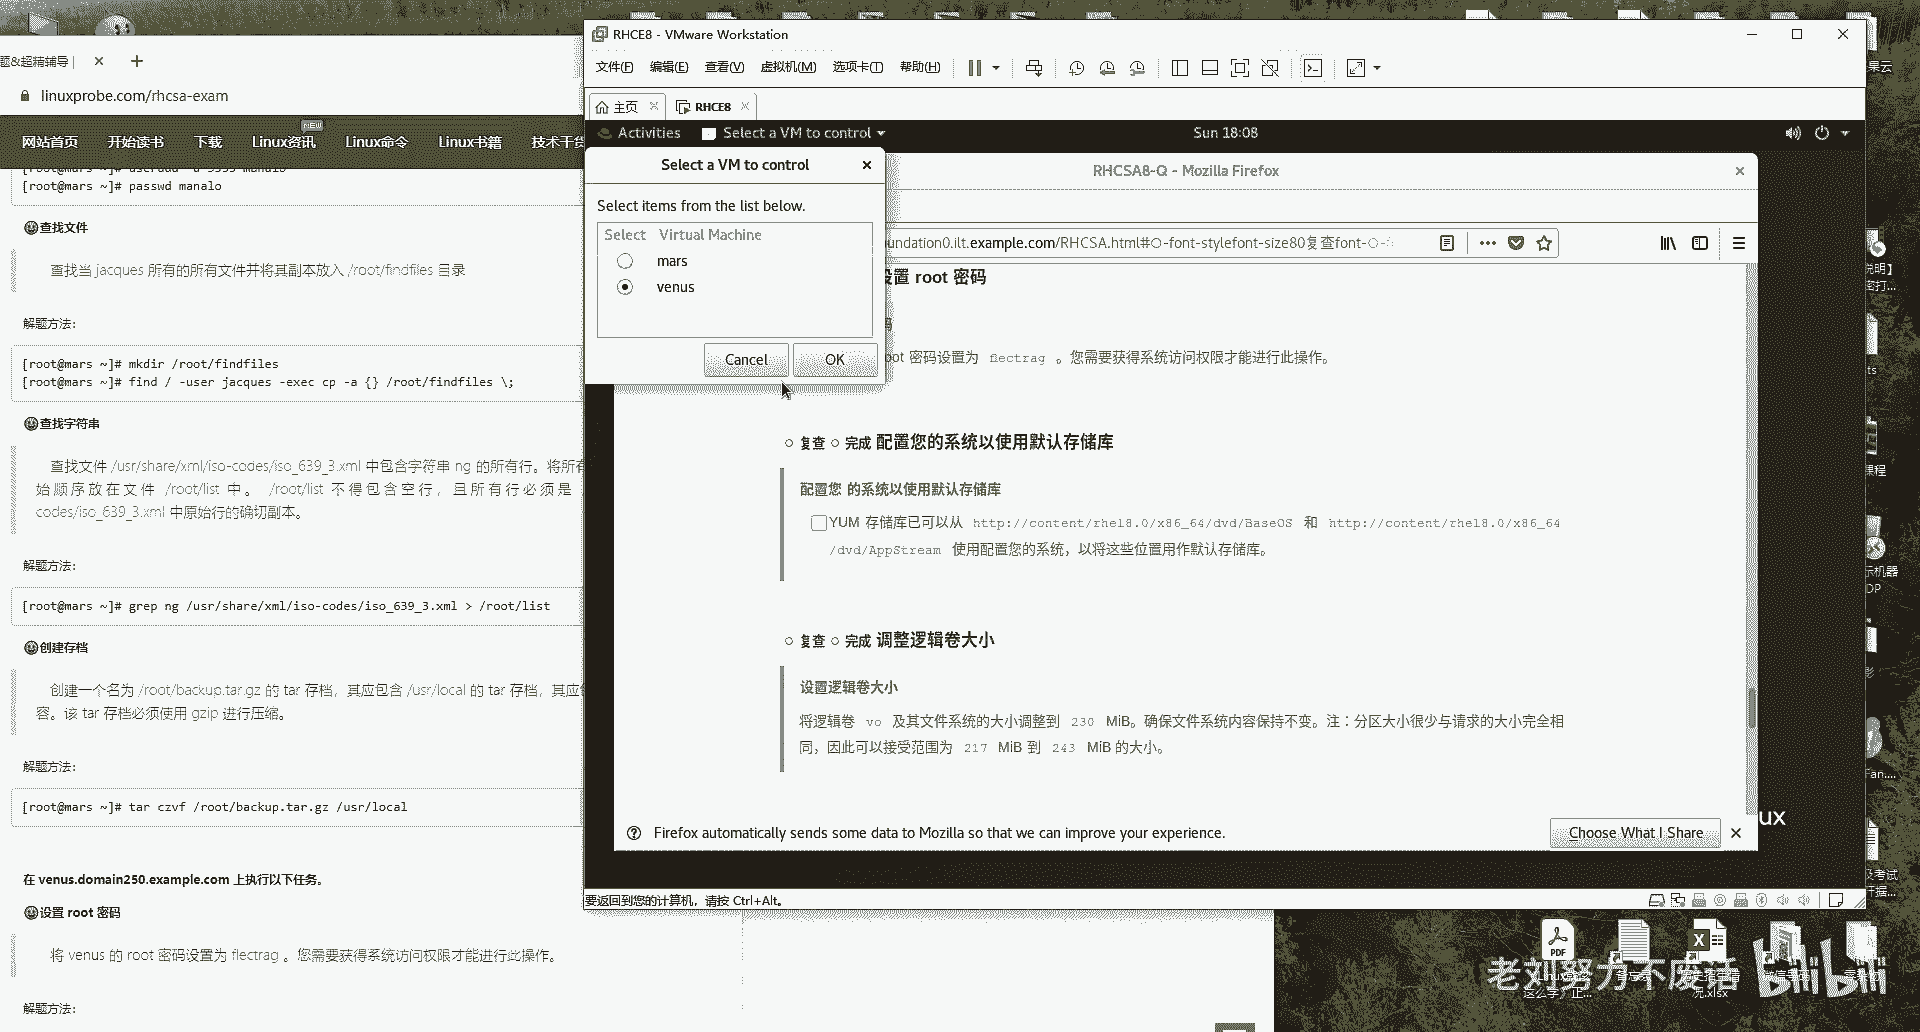 题&超精辅导 |
linuxprobe.com/rhcsa-exam
网站首页 开始读书 下载 Linux资讯 NEW Linux命令 Linux书籍 技术干货
[root@mars ~]# passwd manalo
查找文件
查找当 jacques 所有的所有文件并将其副本放入 /root/findfiles 目录
解题方法:
[root@mars ~]# mkdir /root/findfiles
[root@mars ~]# find / -user jacques -exec cp -a {} /root/findfiles \;
查找字符串
查找文件 /usr/share/xml/iso-codes/iso_639_3.xml 中包含字符串 ng 的所有行。将所有
始顺序放在文件 /root/list 中。 /root/list 不得包含空行，且所有行必须是
codes/iso_639_3.xml 中原始行的确切副本。
解题方法:
[root@mars ~]# grep ng /usr/share/xml/iso-codes/iso_639_3.xml > /root/list
创建存档
创建一个名为 /root/backup.tar.gz 的 tar 存档，其应包含 /usr/local 的 tar 存档，其应
容。该 tar 存档必须使用 gzip 进行压缩。
解题方法:
[root@mars ~]# tar czvf /root/backup.tar.gz /usr/local
在 venus.domain250.example.com 上执行以下任务。
设置 root 密码
将 venus 的 root 密码设置为 flectrag 。您需要获得系统访问权限才能进行此操作。
解题方法:
RHCE8 - VMware Workstation
文件(F) 编辑(E) 查看(V) 虚拟机(M) 选项卡(T) 帮助(H)
主页 RHCE8
Activities Select a VM to control Sun 18:08
Select a VM to control
Select items from the list below.
Select Virtual Machine
mars
venus
Cancel OK
RHCSA8-Q - Mozilla Firefox
undation0.ilt.example.com/RHCSA.html#○-font-stylefont-size80复查font-○-
设置 root 密码
码
oot 密码设置为 flectrag 。您需要获得系统访问权限才能进行此操作。
○ 复查 ○ 完成 配置您的系统以使用默认存储库
配置您 的系统以使用默认存储库
YUM 存储库已可以从 http://content/rhel8.0/x86_64/dvd/BaseOS 和 http://content/rhel8.0/x86_64
/dvd/AppStream 使用配置您的系统，以将这些位置用作默认存储库。
○ 复查 ○ 完成 调整逻辑卷大小
设置逻辑卷大小
将逻辑卷 vo 及其文件系统的大小调整到 230 MiB。确保文件系统内容保持不变。注：分区大小很少与请求的大小完全相
同，因此可以接受范围为 217 MiB 到 243 MiB 的大小。
Firefox automatically sends some data to Mozilla so that we can improve your experience.
Choose What I Share
ux
要返回到您的计算机，请按 Ctrl+Alt。
果云
说明】
ts
课程
示机器
DP
Fan....
及考试
PDF
况.xlsx
老刘努力不废话
bilibili